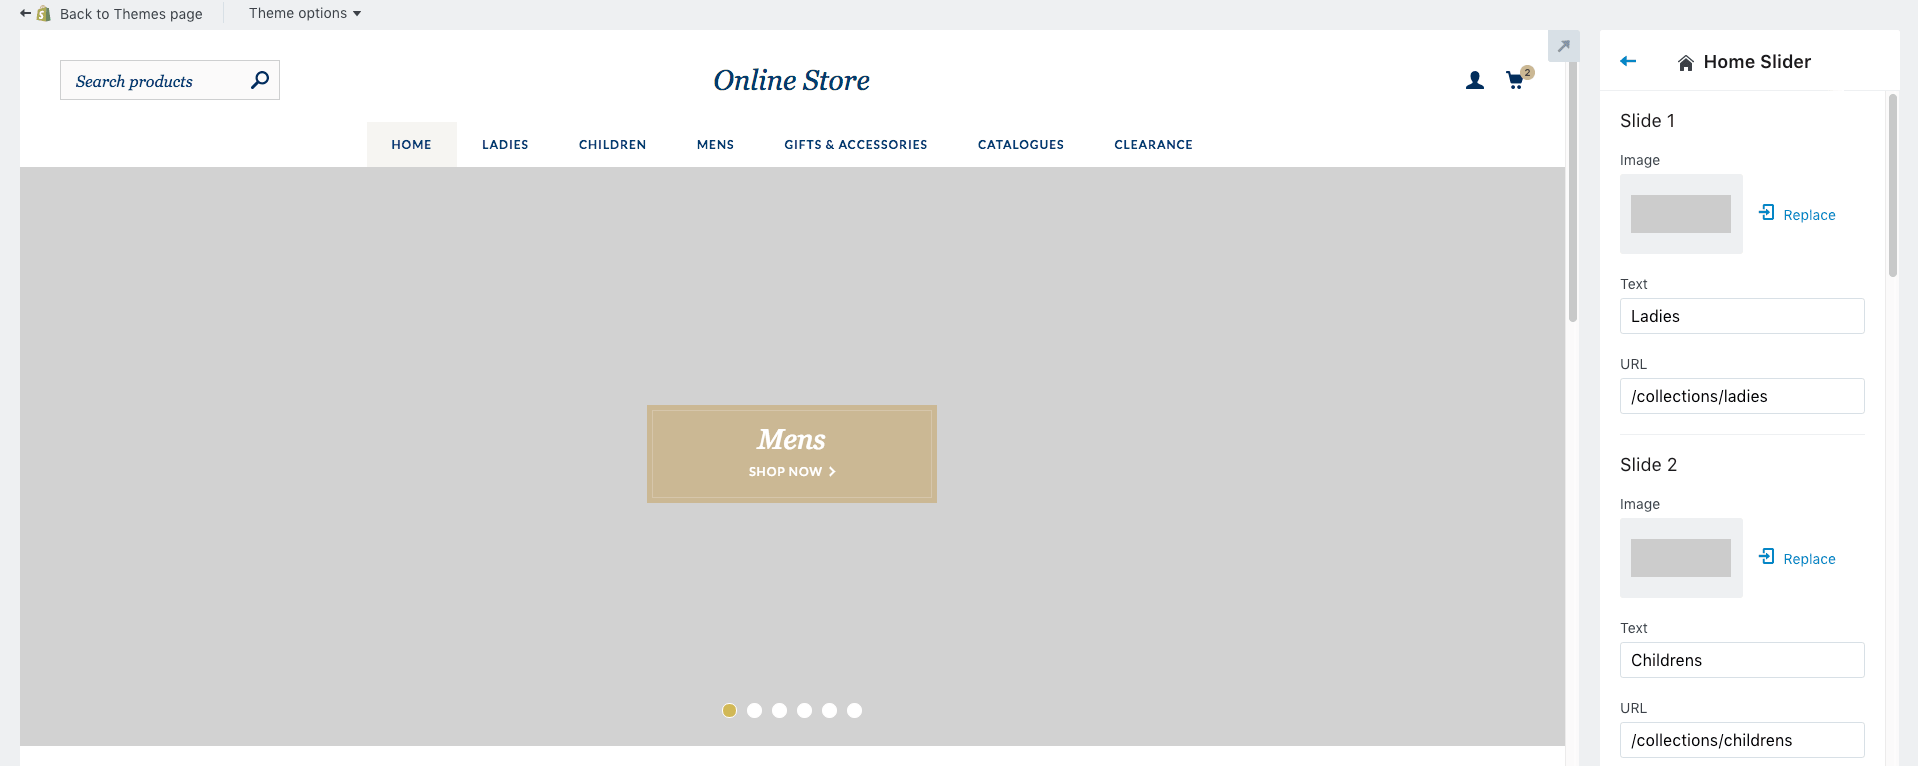 Back to Themes page
Theme options
Search products
Online Store
2
HOME
LADIES
CHILDREN
MENS
GIFTS & ACCESSORIES
CATALOGUES
CLEARANCE
Mens
SHOP NOW
Home Slider
Slide 1
Image
Replace
Text
Ladies
URL
/collections/ladies
Slide 2
Image
Replace
Text
Childrens
URL
/collections/childrens